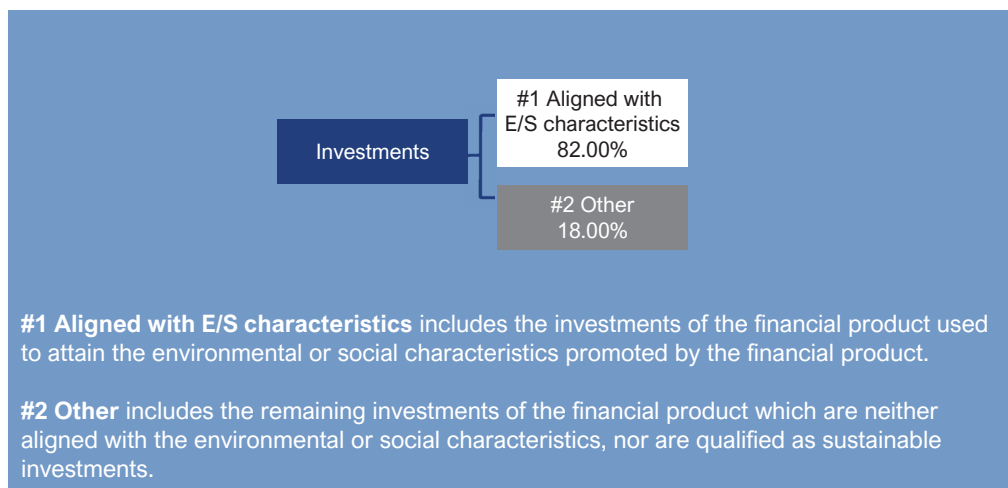 Investments
#1 Aligned with
E/S characteristics
82.00%
#2 Other
18.00%
#1 Aligned with E/S characteristics includes the investments of the financial product used
to attain the environmental or social characteristics promoted by the financial product.
#2 Other includes the remaining investments of the financial product which are neither
aligned with the environmental or social characteristics, nor are qualified as sustainable
investments.